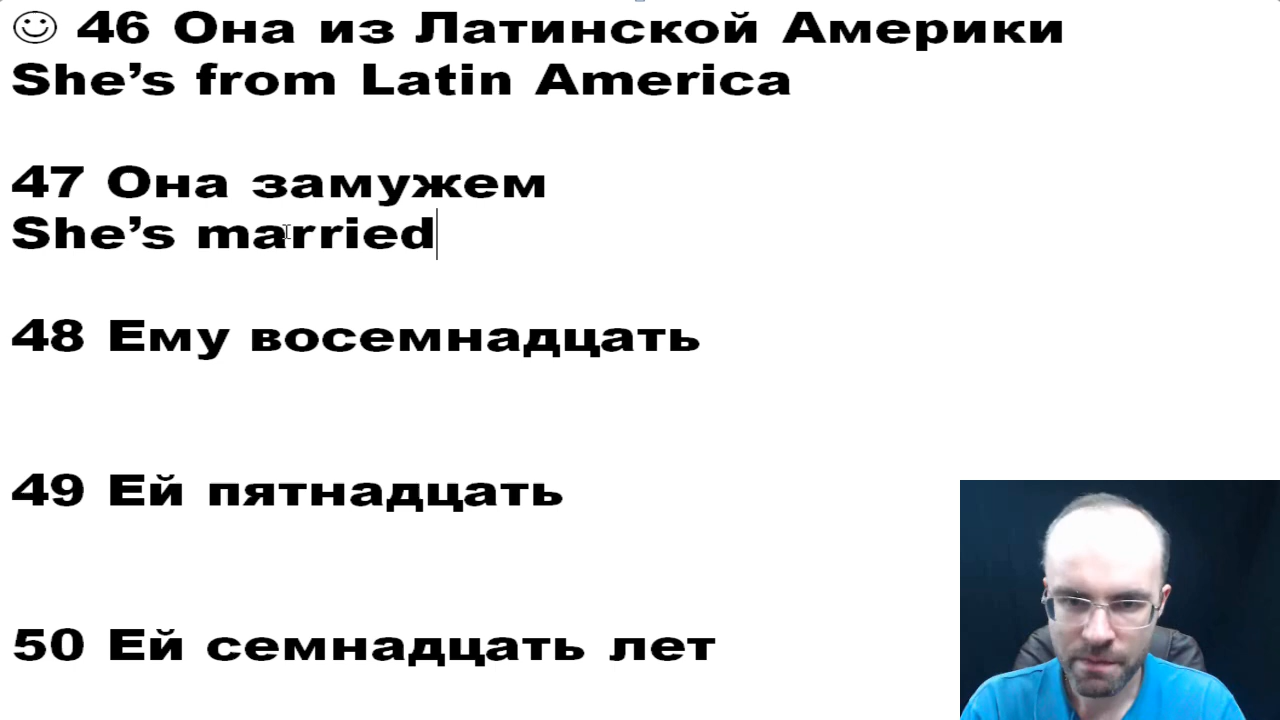 ☺ 46 Она из Латинской Америки
She’s from Latin America
47 Она замужем
She’s married
48 Ему восемнадцать
49 Ей пятнадцать
50 Ей семнадцать лет